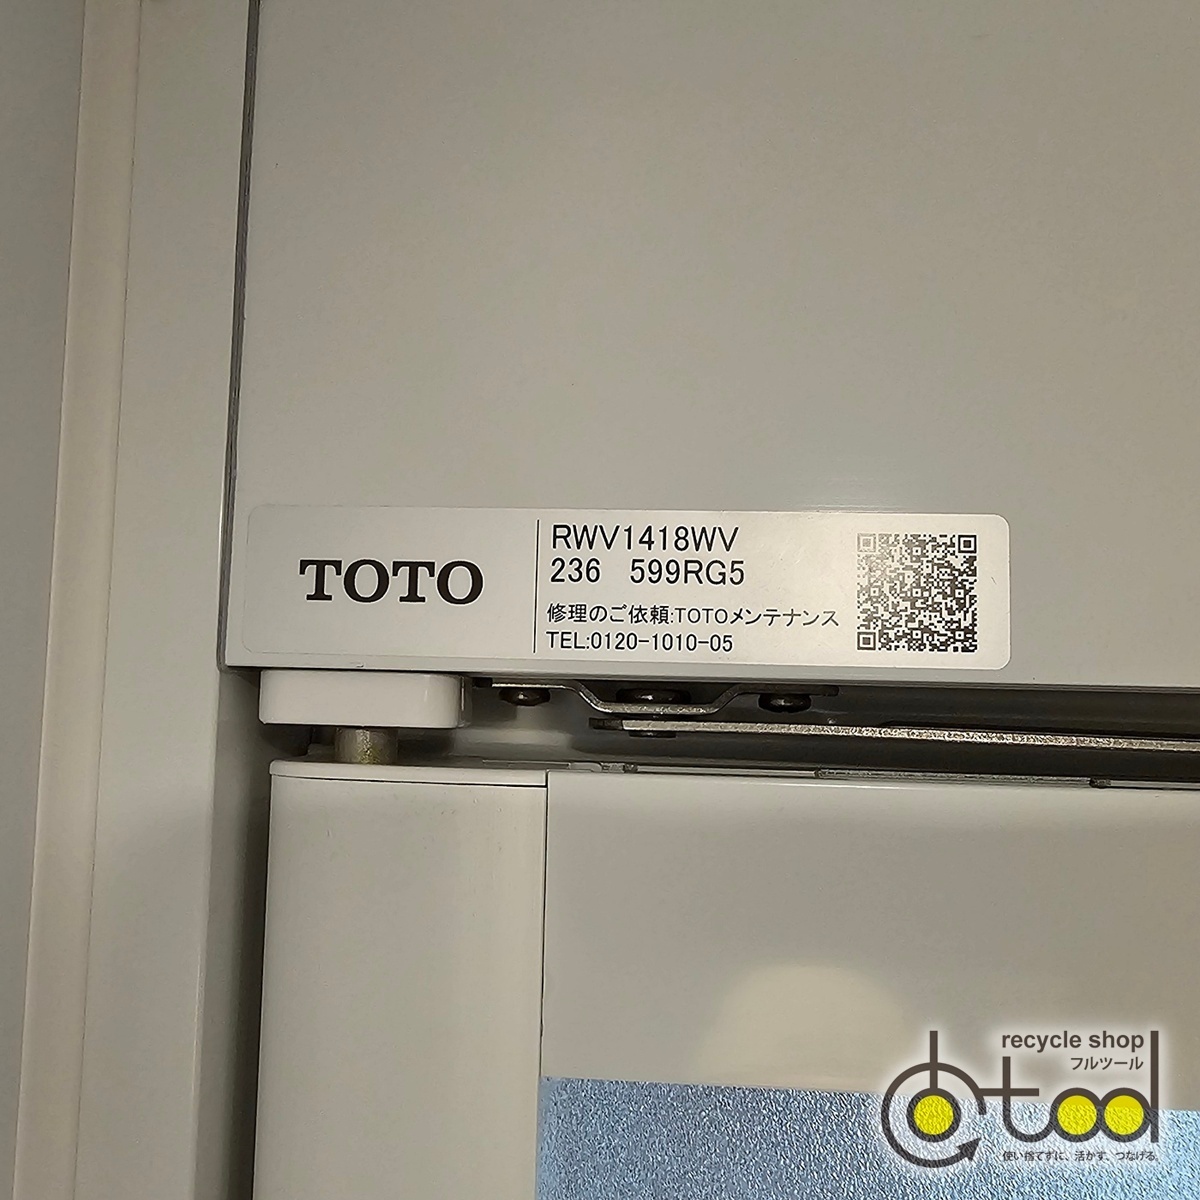 TOTO
RWV1418WV
236 599RG5
修理のご依頼:TOTOメンテナンス
TEL:0120-1010-05
recycle shop
フルツール
tool
使い捨てずに、活かす、つなげる。